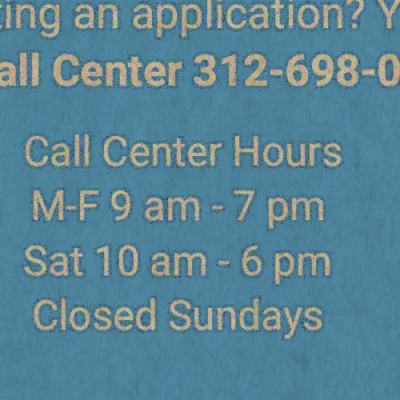 ting an application? Y
all Center 312-698-0
Call Center Hours
M-F 9 am - 7 pm
Sat 10 am - 6 pm
Closed Sundays